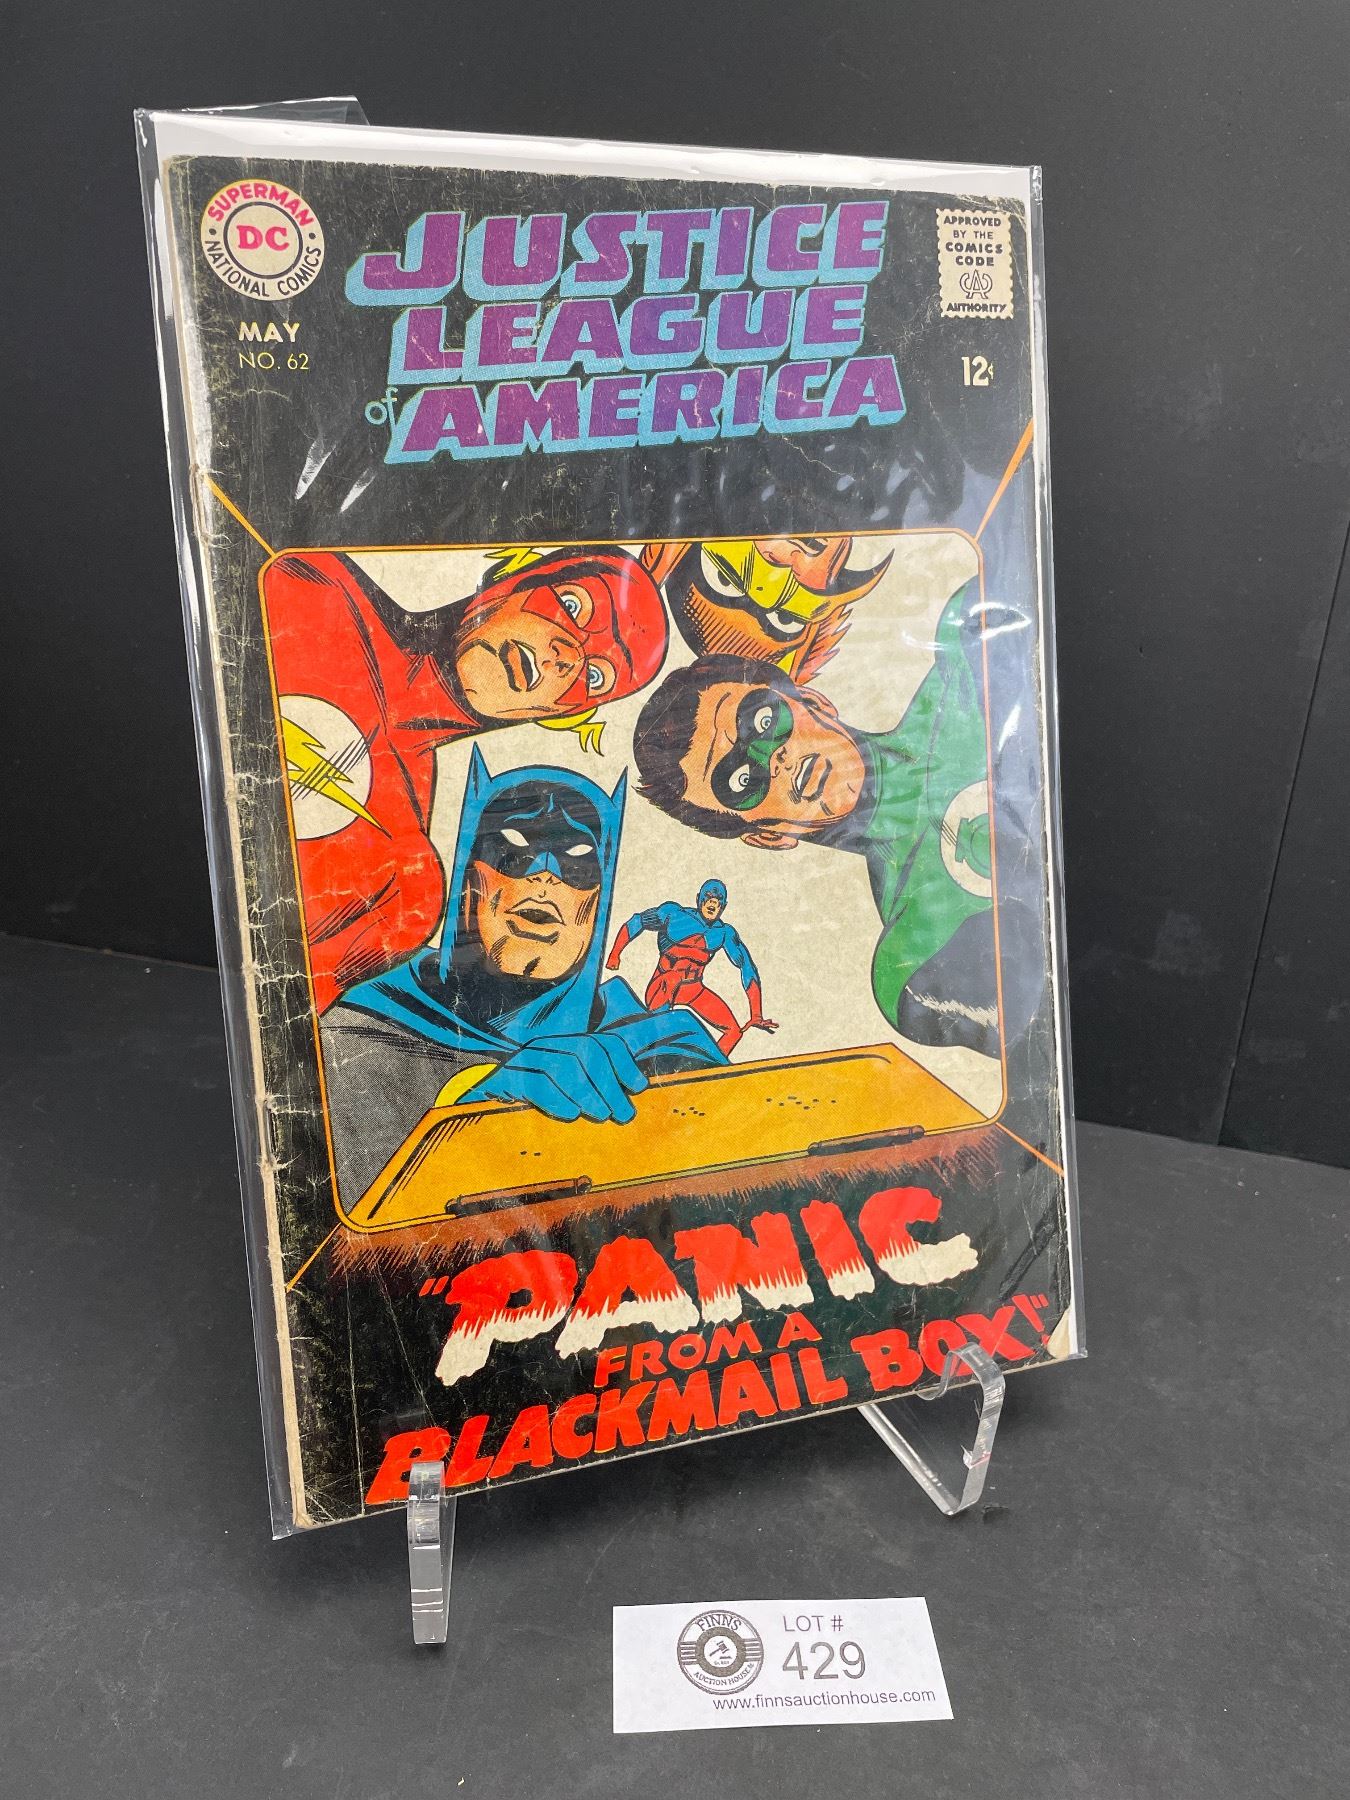 SUPERMAN
DC
NATIONAL COMICS
MAY
NO. 62
JUSTICE
LEAGUE
of AMERICA
APPROVED
BY THE
COMICS
CODE
CA
AUTHORITY
12¢
"PANIC
FROM A
BLACKMAIL BOX!"
FINNS
AUCTION HOUSE
LOT #
429
www.finnsauctionhouse.com